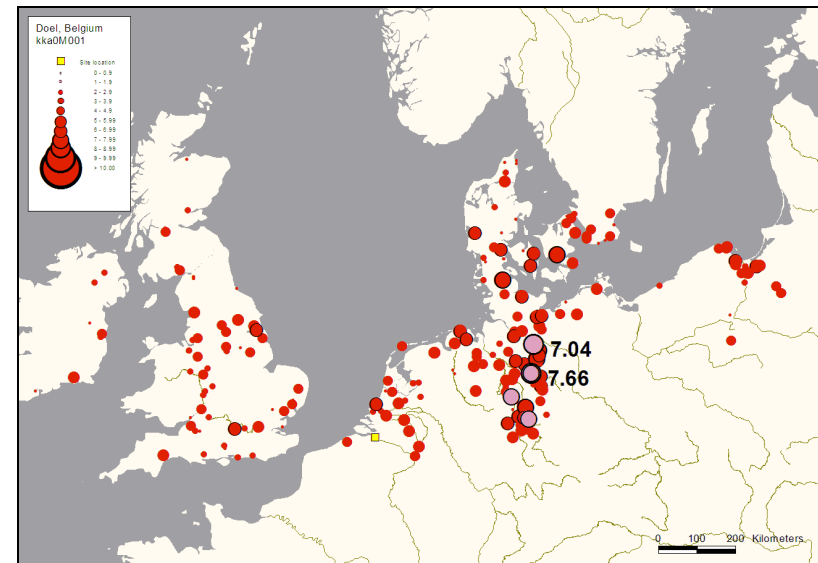 Doel, Belgium
kka0M001
Site location
0 - 0.9
1 - 1.9
2 - 2.9
3 - 3.9
4 - 4.9
5 - 5.99
6 - 6.99
7 - 7.99
8 - 8.99
9 - 9.99
> 10.00
7.04
7.66
0 100 200 Kilometers